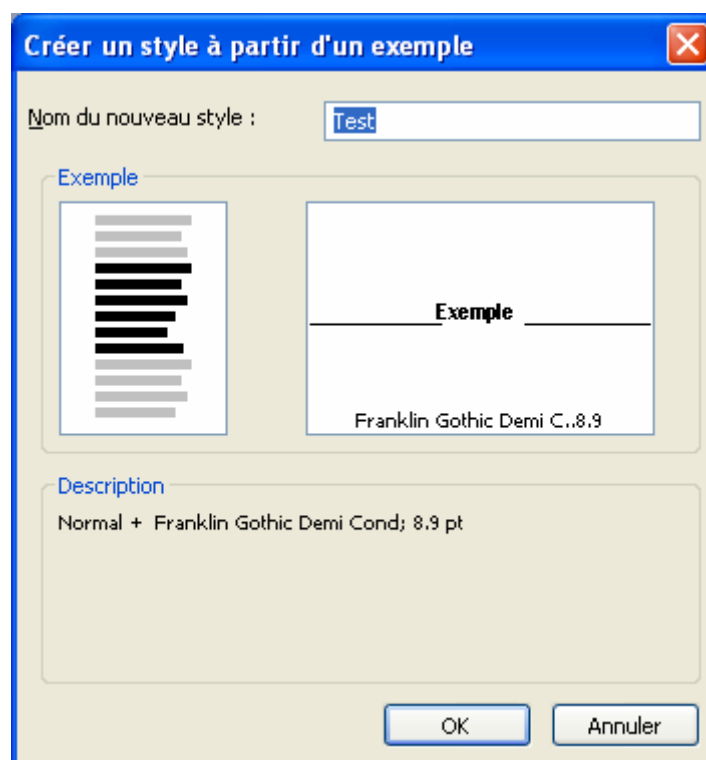 Créer un style à partir d'un exemple
Nom du nouveau style :
Test
Exemple
Exemple
Franklin Gothic Demi C..8.9
Description
Normal + Franklin Gothic Demi Cond; 8.9 pt
OK
Annuler